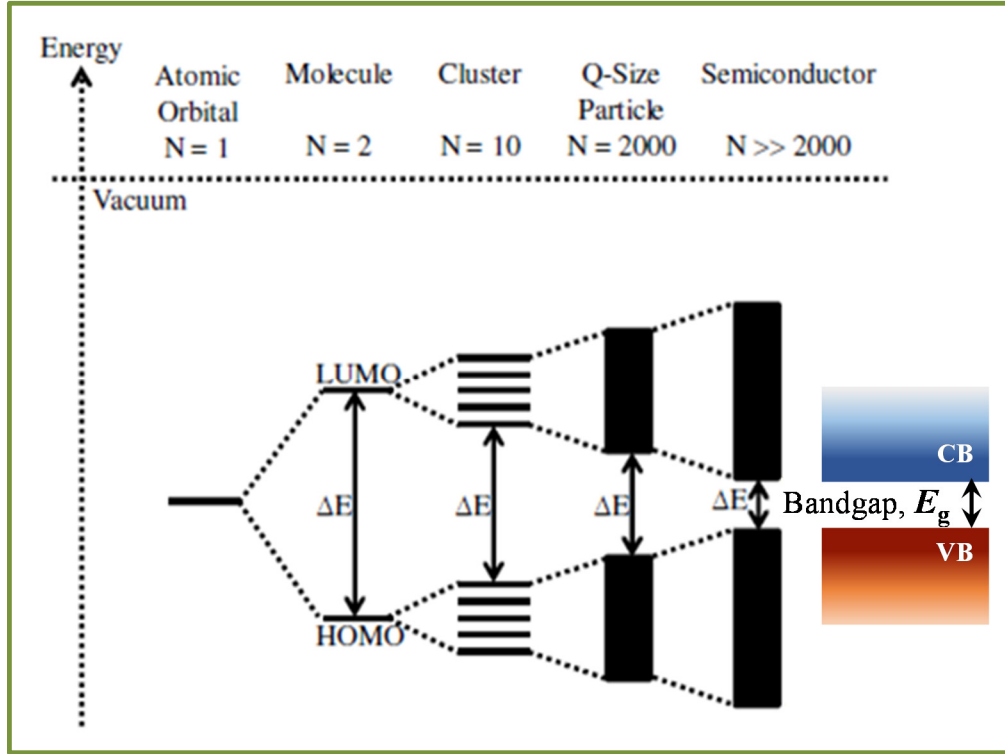 Energy
Atomic Orbital N = 1
Molecule N = 2
Cluster N = 10
Q-Size Particle N = 2000
Semiconductor N >> 2000
Vacuum
LUMO
HOMO
ΔE
ΔE
ΔE
ΔE
Bandgap, Eg
CB
VB